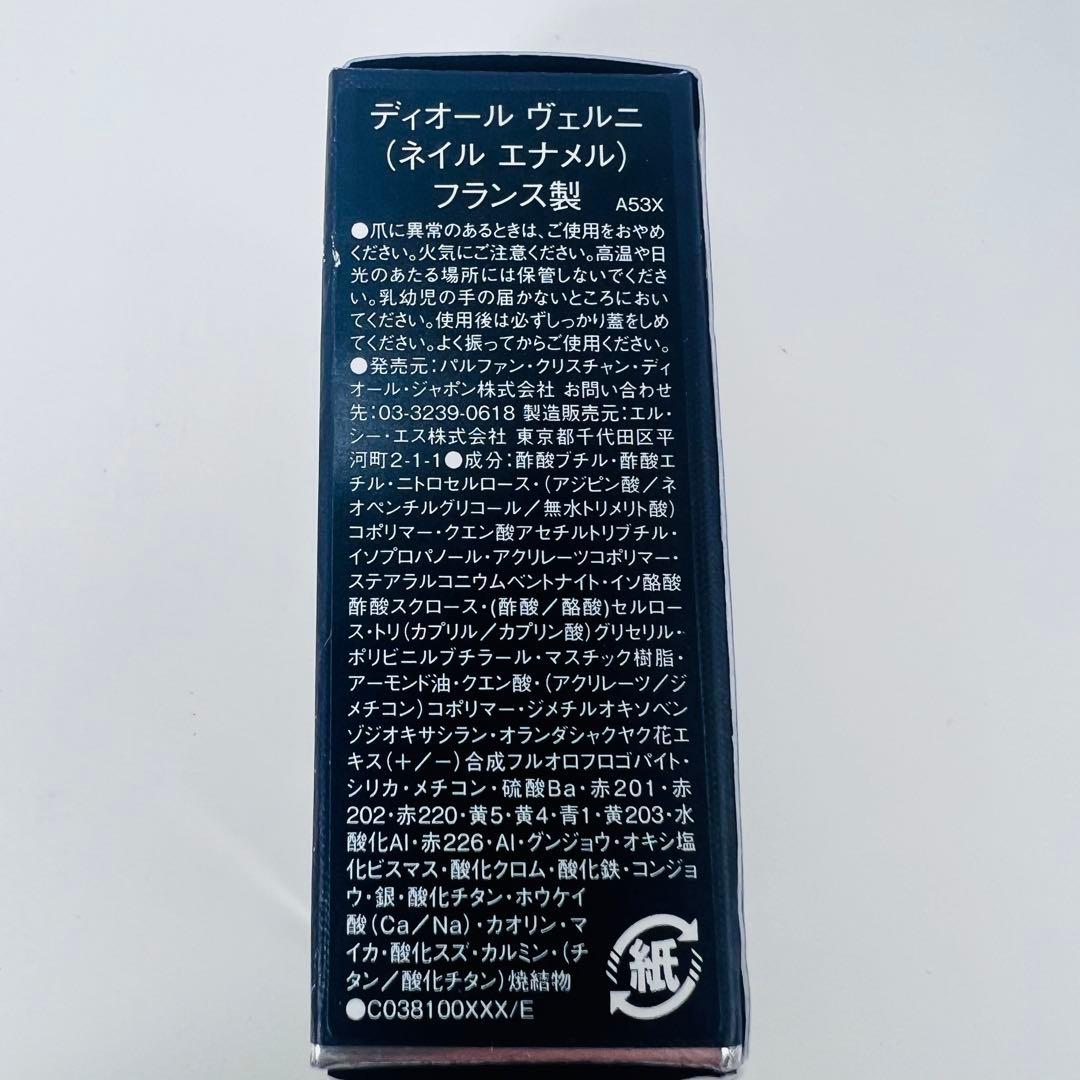 ディオール ヴェルニ
(ネイル エナメル)
フランス製 A53X
●爪に異常のあるときは、ご使用をおやめ
ください。火気にご注意ください。高温や日
光のあたる場所には保管しないでくださ
い。乳幼児の手の届かないところにおい
てください。使用後は必ずしっかり蓋をしめ
てください。よく振ってからご使用ください。
●発売元:パルファン・クリスチャン・ディ
オール・ジャポン株式会社 お問い合わせ
先:03-3239-0618 製造販売元:エル・
シー・エス株式会社 東京都千代田区平
河町2-1-1●成分:酢酸ブチル・酢酸エ
チル・ニトロセルロース・(アジピン酸/ネ
オペンチルグリコール/無水トリメリト酸)
コポリマー・クエン酸アセチルトリブチル・
イソプロパノール・アクリレーツコポリマー・
ステアラルコニウムベントナイト・イソ酪酸
酢酸スクロース・(酢酸/酪酸)セルロー
ス・トリ(カプリル/カプリン酸)グリセリル・
ポリビニルブチラール・マスチック樹脂・
アーモンド油・クエン酸・(アクリレーツ/ジ
メチコン)コポリマー・ジメチルオキソベン
ゾジオキサシラン・オランダシャクヤク花エ
キス(+/-)合成フルオロフロゴパイト・
シリカ・メチコン・硫酸Ba・赤201・赤
202・赤220・黄5・黄4・青1・黄203・水
酸化Al・赤226・Al・グンジョウ・オキシ塩
化ビスマス・酸化クロム・酸化鉄・コンジョ
ウ・銀・酸化チタン・ホウケイ
酸(Ca/Na)・カオリン・マ
イカ・酸化スズ・カルミン・(チ
タン/酸化チタン)焼結物
●C038100XXX/E
紙